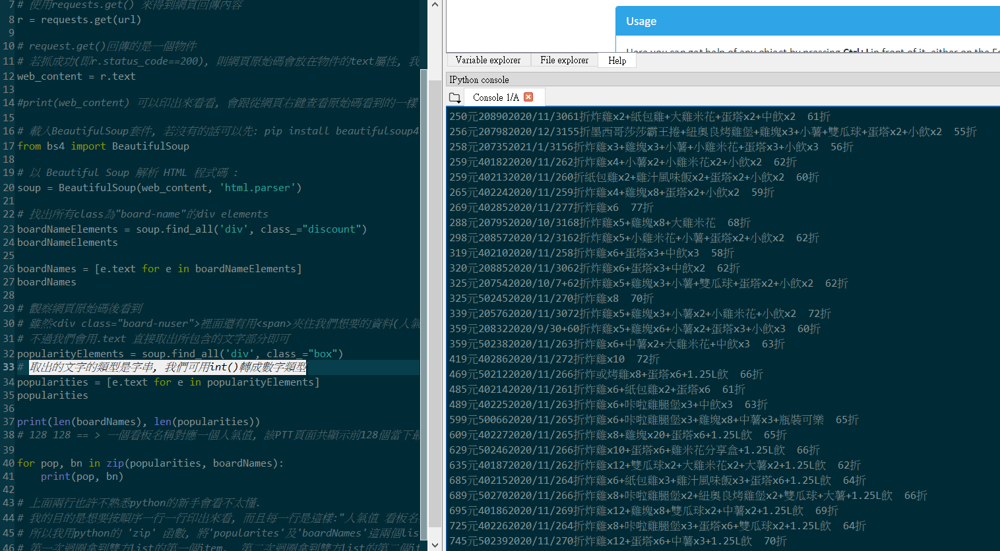 7# 使用requests.get() 來得到網頁回傳內容
8r = requests.get(url)
9
10# request.get()回傳的是一個物件
11# 若抓成功(即r.status_code==200), 則網頁原始碼會放在物件的text屬性, 我
12web_content = r.text
13
14#print(web_content) 可以印出來看看, 會跟從網頁右鍵查看原始碼看到的一樣
15
16# 載入BeautifulSoup套件, 若沒有的話可以先: pip install beautifulsoup4
17from bs4 import BeautifulSoup
18
19# 以 Beautiful Soup 解析 HTML 程式碼 :
20soup = BeautifulSoup(web_content, 'html.parser')
21
22# 找出所有class為"board-name"的div elements
23boardNameElements = soup.find_all('div', class_="discount")
24boardNameElements
25
26boardNames = [e.text for e in boardNameElements]
27boardNames
28
29# 觀察網頁原始碼後看到
30# 雖然<div class="board-nuser">裡面還有用<span>夾住我們想要的資料(人氣
31# 不過我們會用.text 直接取出所包含的文字部分即可
32popularityElements = soup.find_all('div', class_="box")
33# 取出的文字的類型是字串, 我們可用int()轉成數字類型
34popularities = [e.text for e in popularityElements]
35popularities
36
37print(len(boardNames), len(popularities))
38# 128 128 == > 一個看板名稱對應一個人氣值, 該PTT頁面共顯示前128個當下最
39
40for pop, bn in zip(popularities, boardNames):
41    print(pop, bn)
42
43# 上面兩行也許不熟悉python的新手會看不太懂.
44# 我的目的是想要按順序一行一行印出來看, 而且每一行是這樣:"人氣值 看板名
45# 所以我用python的 'zip' 函數, 將'popularites'及'boardNames'這兩個lis
46# 第一次迴圈拿到雙方list的第一個item, 第二次迴圈拿到雙方list的第二個it
Usage
Here you can get help of any object by pressing Ctrl+I in front of it, either on the E
Variable explorer File explorer Help
IPython console
Console 1/A
250元208902020/11/3061折炸雞x2+紙包雞+大雞米花+蛋塔x2+中飲x2  61折
256元207982020/12/3155折墨西哥莎莎霸王捲+紐奧良烤雞堡+雞塊x3+小薯+雙瓜球+蛋塔x2+小飲x2  55折
258元207352021/1/3156折炸雞x3+雞塊x3+小薯+小雞米花+蛋塔x3+小飲x3  56折
259元401822020/11/262折炸雞x4+小薯x2+小雞米花x2+小飲x2  62折
259元402132020/11/260折紙包雞x2+雞汁風味飯x2+蛋塔x2+小飲x2  60折
265元402242020/11/259折炸雞x4+雞塊x8+蛋塔x2+小飲x2  59折
269元402852020/11/277折炸雞x6  77折
288元207952020/10/3168折炸雞x5+雞塊x8+大雞米花  68折
298元208572020/12/3162折炸雞x5+小雞米花+小薯+蛋塔x2+小飲x2  62折
319元402102020/11/258折炸雞x6+蛋塔x3+中飲x3  58折
320元208852020/11/3062折炸雞x6+蛋塔x3+中飲x2  62折
325元207542020/10/7+62折炸雞x5+雞塊x3+小薯+雙瓜球+蛋塔x2+小飲x2  62折
325元502452020/11/270折炸雞x8  70折
339元205762020/11/3072折炸雞x5+雞塊x3+小薯x2+小雞米花+小飲x2  72折
359元208322020/9/30+60折炸雞x5+雞塊x6+小薯x2+蛋塔x3+小飲x3  60折
359元502382020/11/263折炸雞x6+中薯x2+大雞米花+中飲x3  63折
419元402862020/11/272折炸雞x10  72折
469元502122020/11/266折炸或烤雞x8+蛋塔x6+1.25L飲  66折
485元402142020/11/261折炸雞x6+紙包雞x2+蛋塔x6  61折
489元402252020/11/263折炸雞x6+咔啦雞腿堡x3+中飲x3  63折
599元500662020/11/265折炸雞x6+咔啦雞腿堡x3+雞塊x8+中薯x3+瓶裝可樂  65折
609元402272020/11/265折炸雞x8+雞塊x20+蛋塔x6+1.25L飲  65折
629元502462020/11/266折炸雞x10+蛋塔x6+雞米花分享盒+1.25L飲  66折
635元401872020/11/262折炸雞x12+雙瓜球x2+大雞米花x2+大薯x2+1.25L飲  62折
685元402152020/11/264折炸雞x6+紙包雞x3+雞汁風味飯x3+蛋塔x6+1.25L飲  64折
689元502702020/11/266折炸雞x8+咔啦雞腿堡x2+紐奧良烤雞堡x2+雙瓜球+大薯+1.25L飲  66折
695元401862020/11/269折炸雞x12+雞塊x8+雙瓜球x2+中薯x2+1.25L飲  69折
725元402262020/11/264折炸雞x8+咔啦雞腿堡x3+蛋塔x6+雙瓜球x2+1.25L飲  64折
745元502392020/11/270折炸雞x12+蛋塔x6+中薯x3+1.25L飲  70折